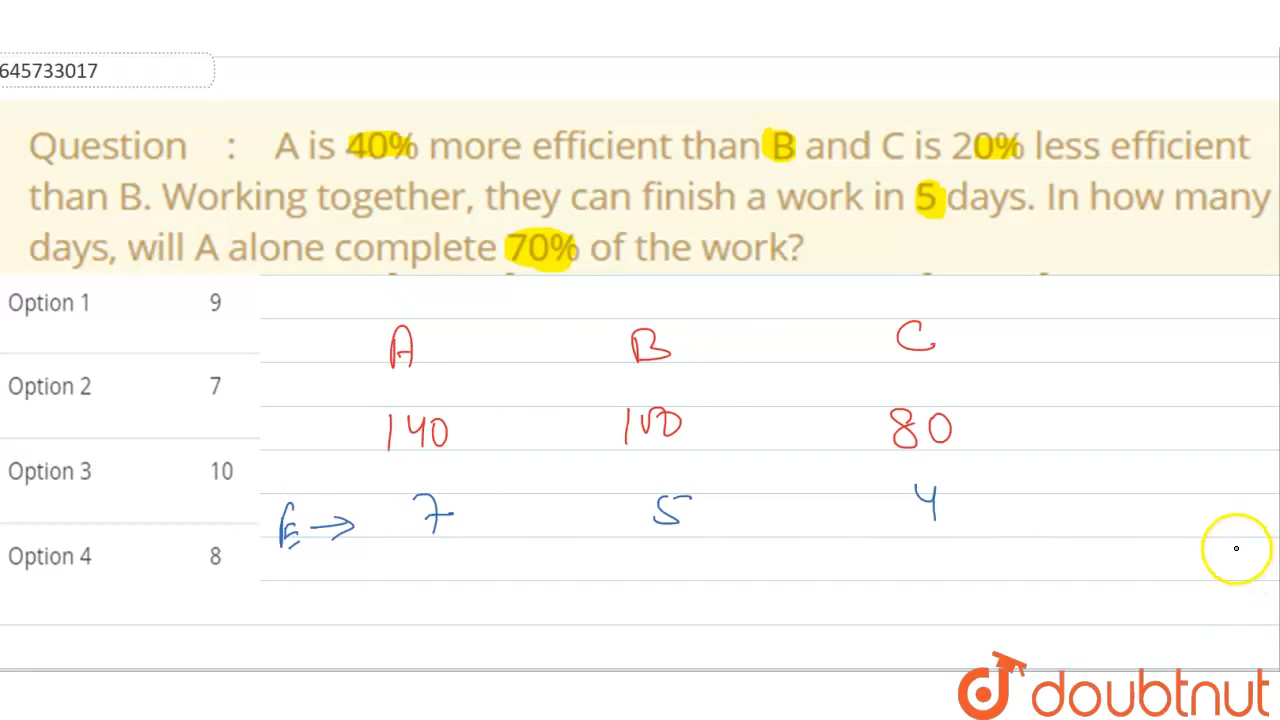 645733017
Question : A is 40% more efficient than B and C is 20% less efficient
than B. Working together, they can finish a work in 5 days. In how many
days, will A alone complete 70% of the work?
Option 1 9
Option 2 7
Option 3 10
Option 4 8
A B C
140 100 80
E → 7 5 4
doubtnut